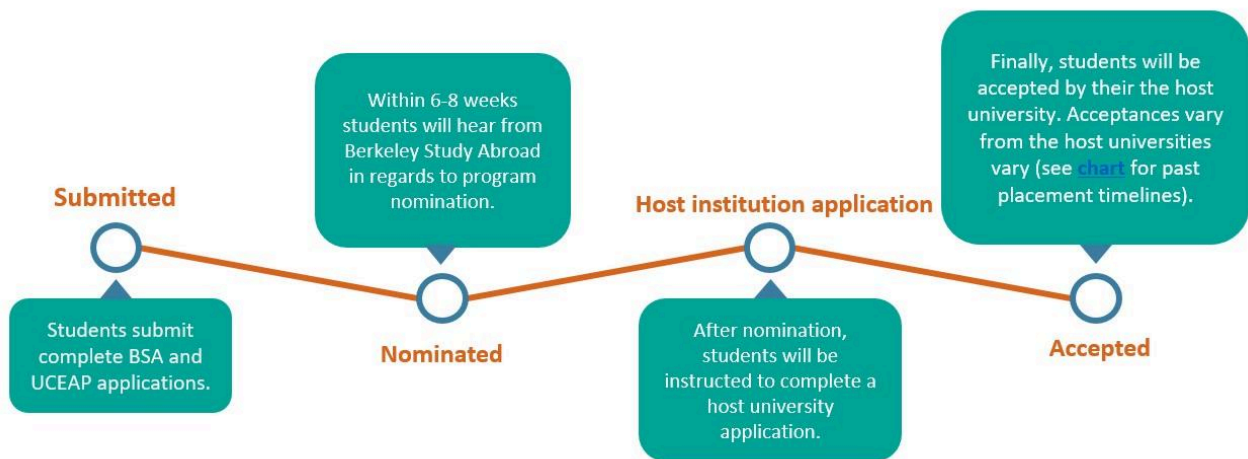 Submitted
Students submit
complete BSA and
UCEAP applications.
Within 6-8 weeks
students will hear from
Berkeley Study Abroad
in regards to program
nomination.
Nominated
Host institution application
After nomination,
students will be
instructed to complete a
host university
application.
Finally, students will be
accepted by their the host
university. Acceptances vary
from the host universities
vary (see chart for past
placement timelines).
Accepted